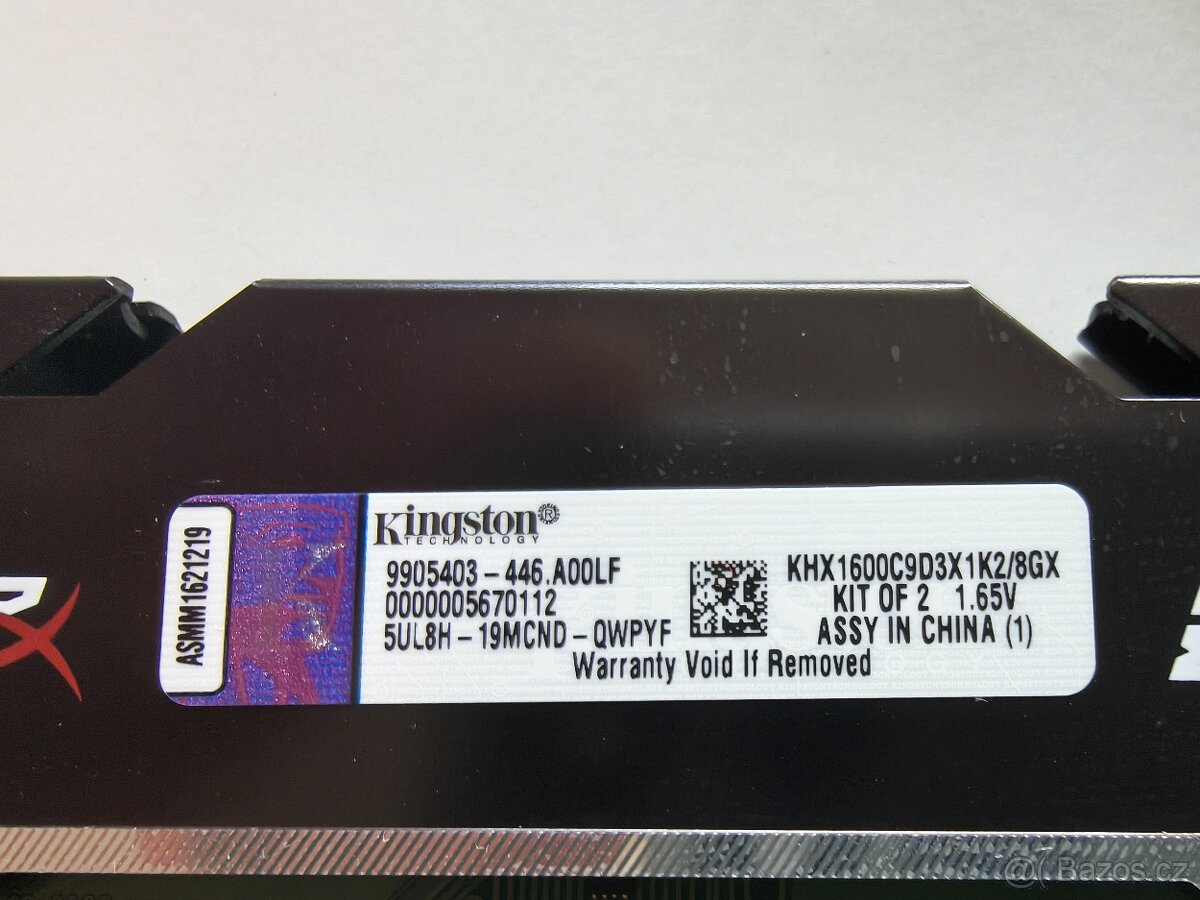 ASMM1621219
Kingston®
TECHNOLOGY
9905403-446.A00LF
0000005670112
5UL8H-19MCND-QWPYF
KHX1600C9D3X1K2/8GX
KIT OF 2 1.65V
ASSY IN CHINA (1)
Warranty Void If Removed
Bazos.cz